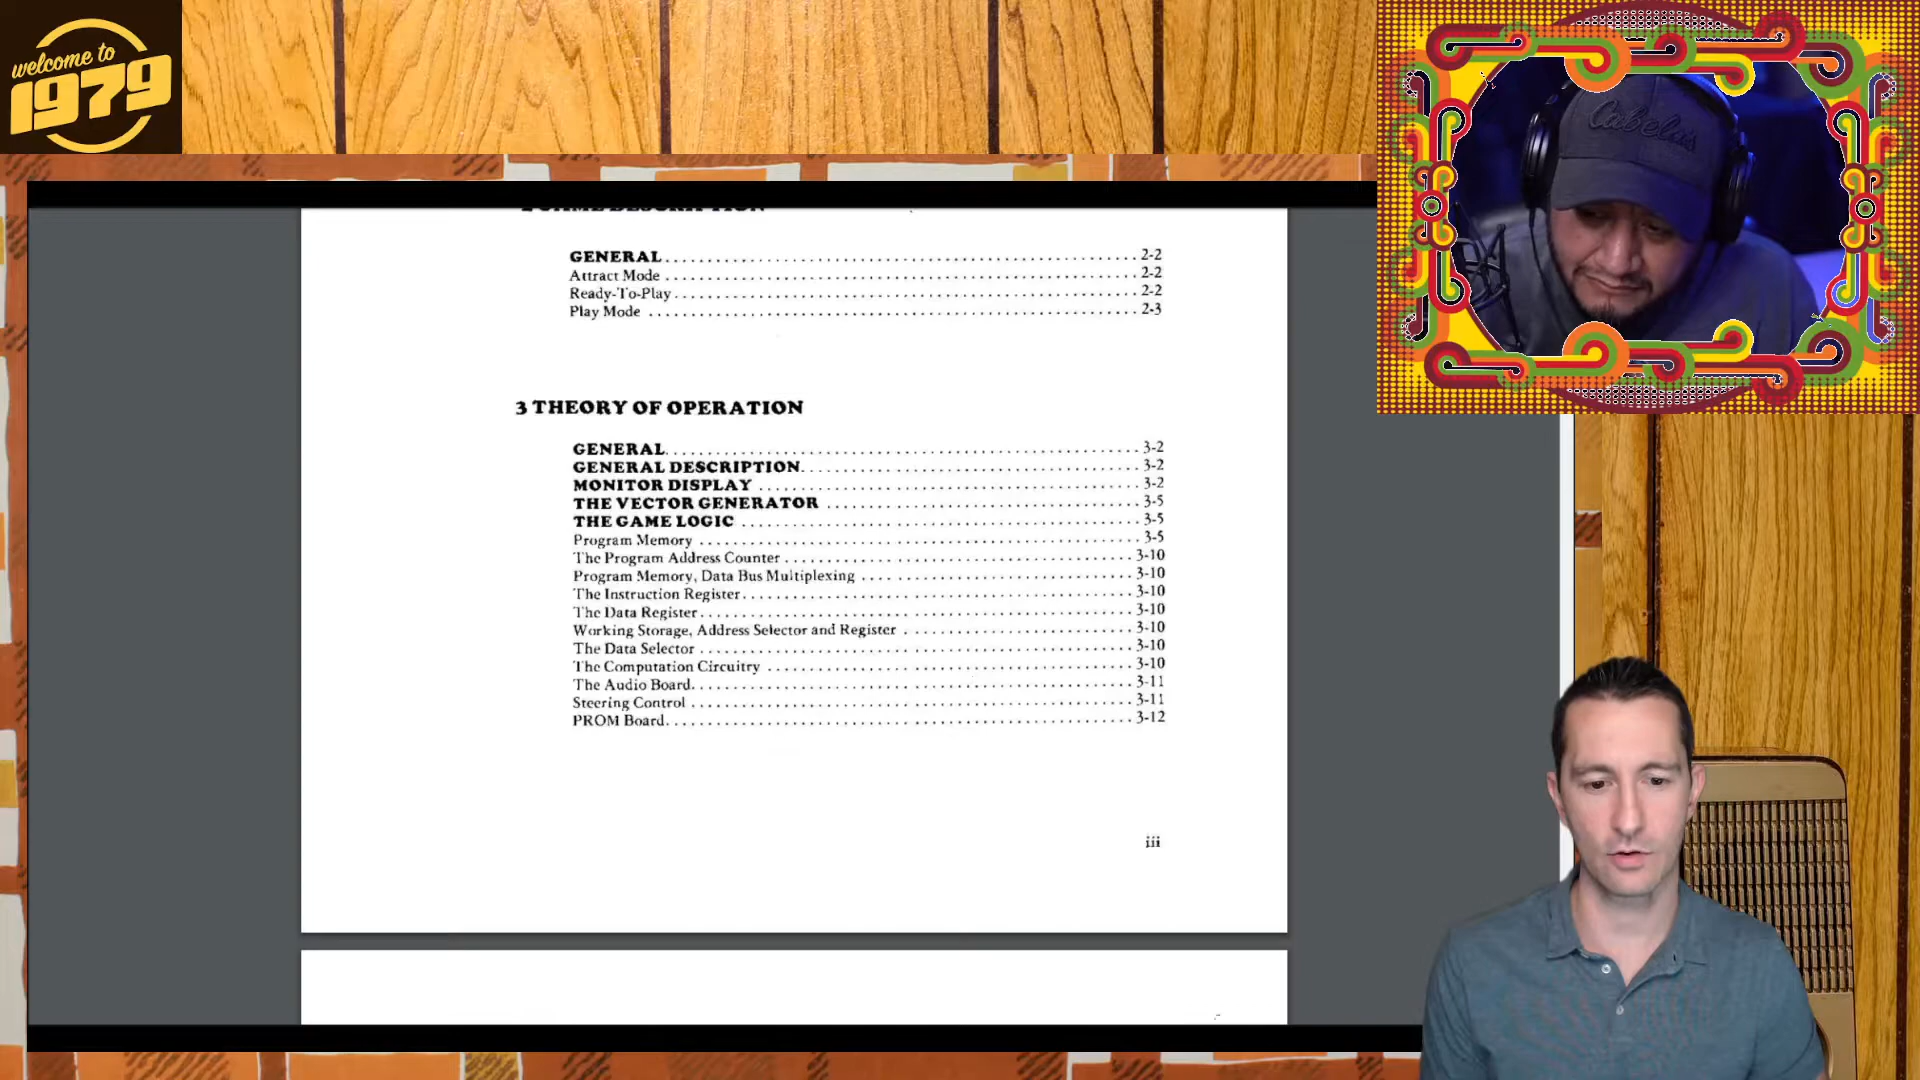 welcome to
1979
Cabela's
2 GAME DESCRIPTION
GENERAL 2-2
Attract Mode 2-2
Ready-To-Play 2-2
Play Mode 2-3
3 THEORY OF OPERATION
GENERAL 3-2
GENERAL DESCRIPTION 3-2
MONITOR DISPLAY 3-2
THE VECTOR GENERATOR 3-5
THE GAME LOGIC 3-5
Program Memory 3-5
The Program Address Counter 3-10
Program Memory, Data Bus Multiplexing 3-10
The Instruction Register 3-10
The Data Register 3-10
Working Storage, Address Selector and Register 3-10
The Data Selector 3-10
The Computation Circuitry 3-10
The Audio Board 3-11
Steering Control 3-11
PROM Board 3-12
iii